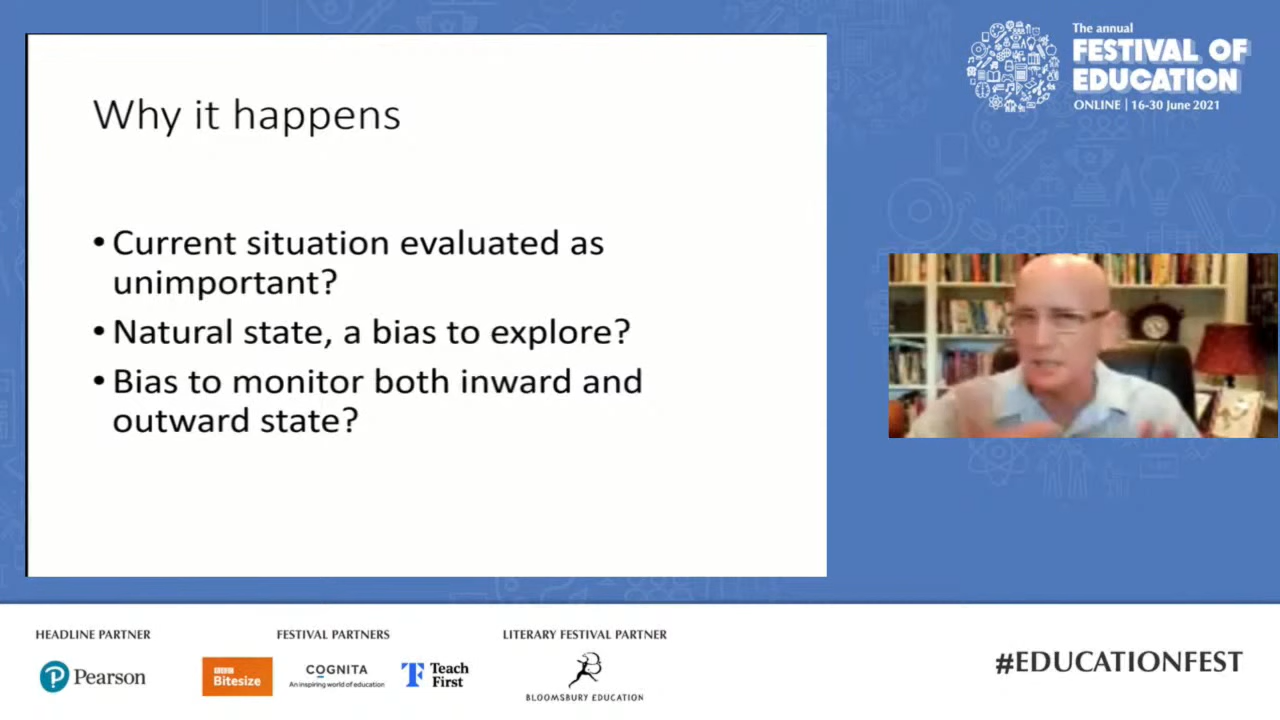 The annual
FESTIVAL OF
EDUCATION
ONLINE | 16-30 June 2021
Why it happens
• Current situation evaluated as
unimportant?
• Natural state, a bias to explore?
• Bias to monitor both inward and
outward state?
HEADLINE PARTNER
Pearson
FESTIVAL PARTNERS
BBC
Bitesize
COGNITA
An inspiring world of education
Teach
First
LITERARY FESTIVAL PARTNER
BLOOMSBURY EDUCATION
#EDUCATIONFEST